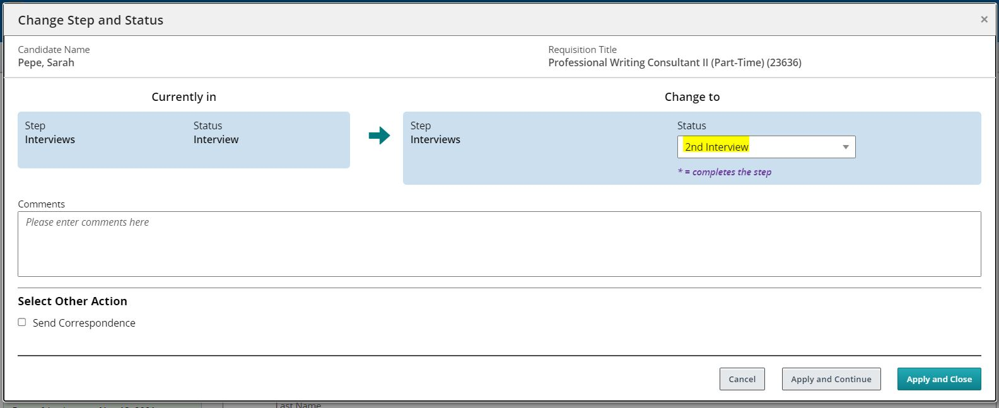 Change Step and Status
×
Candidate Name
Pepe, Sarah
Requisition Title
Professional Writing Consultant II (Part-Time) (23636)
Currently in
Step
Interviews
Status
Interview
Change to
Step
Interviews
Status
2nd Interview
* = completes the step
Comments
Please enter comments here
Select Other Action
Send Correspondence
Cancel
Apply and Continue
Apply and Close
Last Name